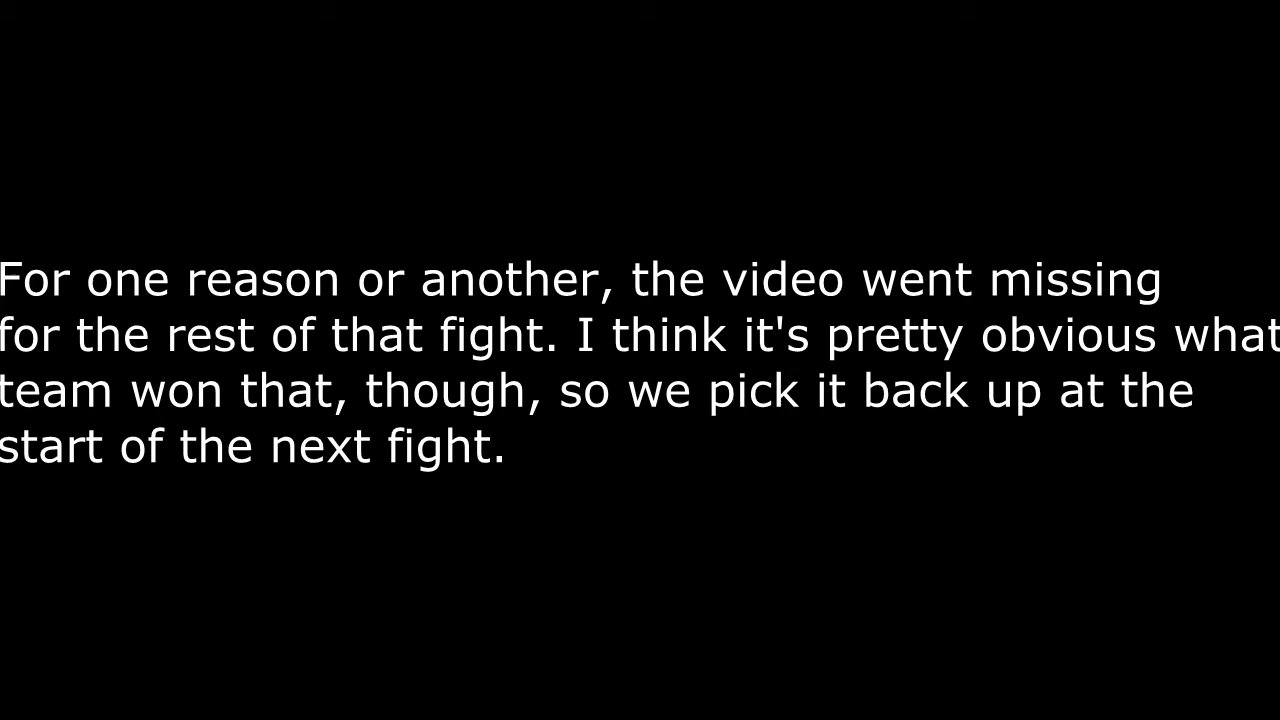 For one reason or another, the video went missing
for the rest of that fight. I think it's pretty obvious what
team won that, though, so we pick it back up at the
start of the next fight.